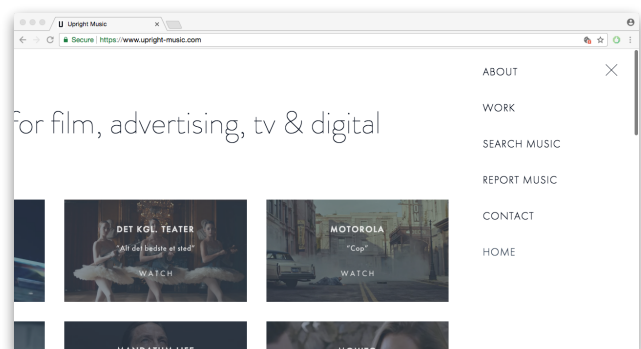 Upright Music
Secure | https://www.upright-music.com
ABOUT
WORK
for film, advertising, tv & digital
SEARCH MUSIC
REPORT MUSIC
CONTACT
HOME
DET KGL. TEATER
"Alt det bedste et sted"
WATCH
MOTOROLA
"Cop"
WATCH